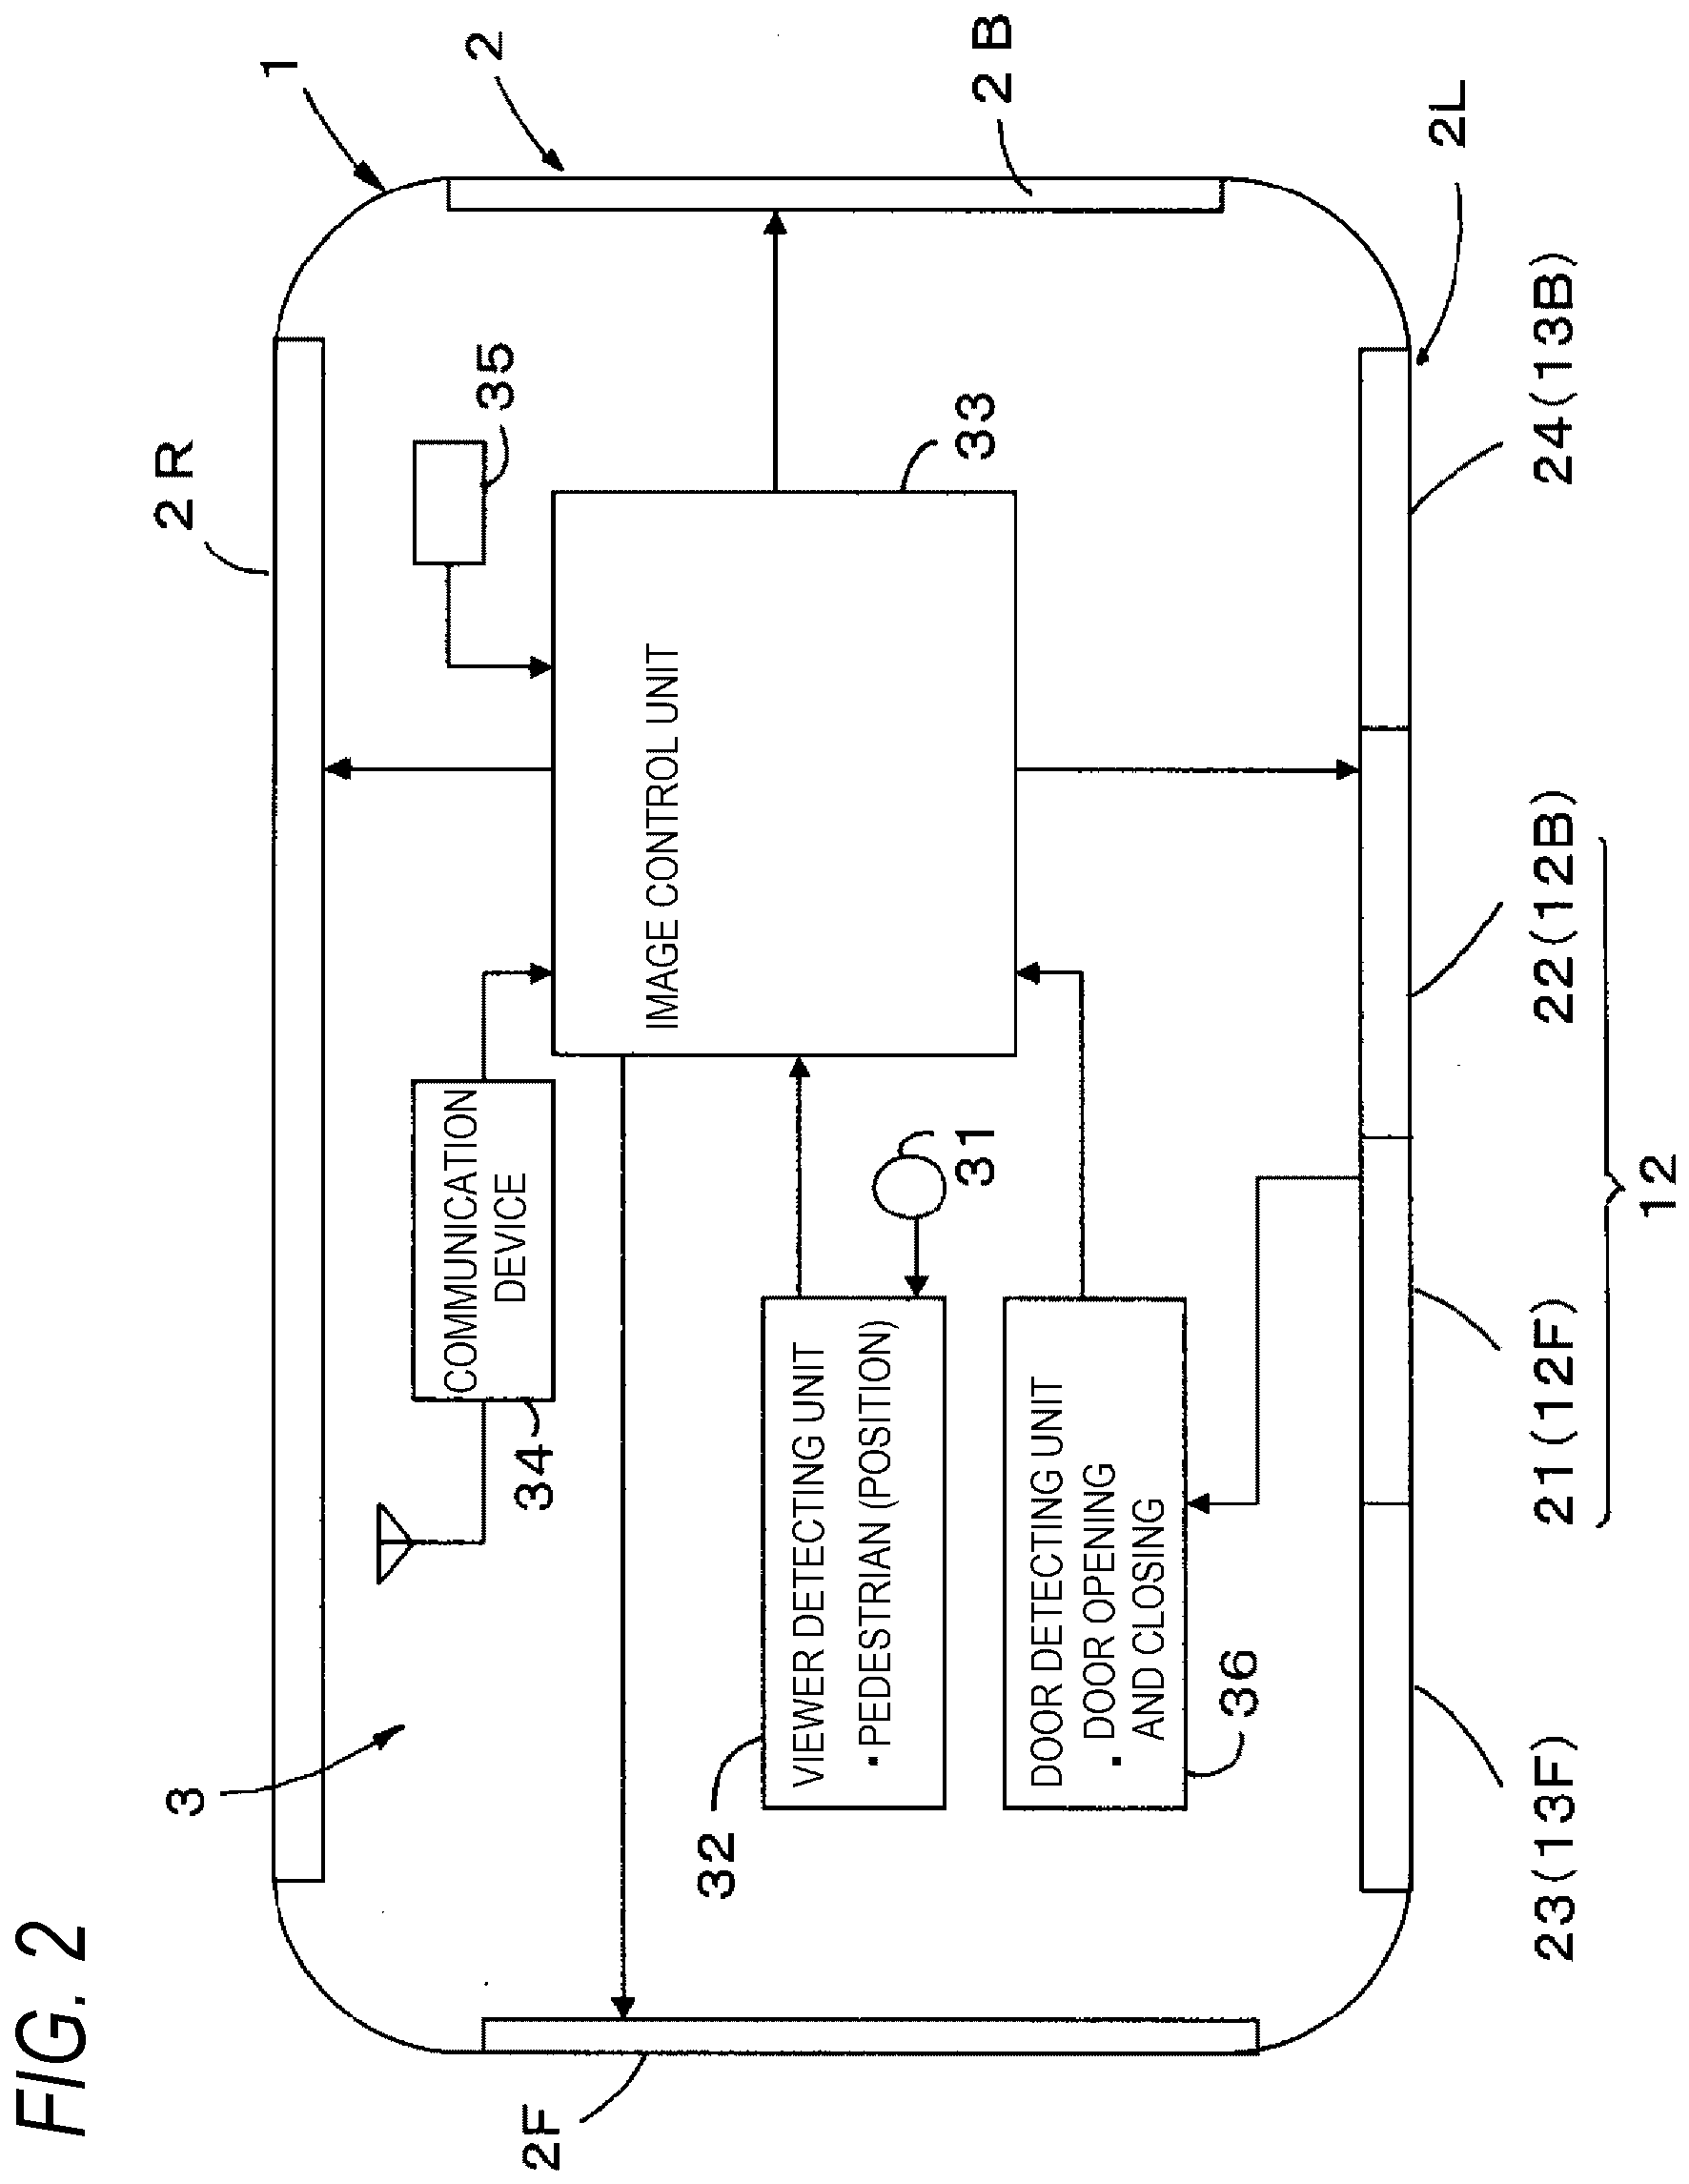 FIG. 2
1
2
2R
2B
2L
2F
3
35
33
IMAGE CONTROL UNIT
COMMUNICATION
DEVICE
34
31
32
VIEWER DETECTING UNIT
・PEDESTRIAN (POSITION)
DOOR DETECTING UNIT
・DOOR OPENING
AND CLOSING
36
23(13F)
21(12F)
22(12B)
24(13B)
12